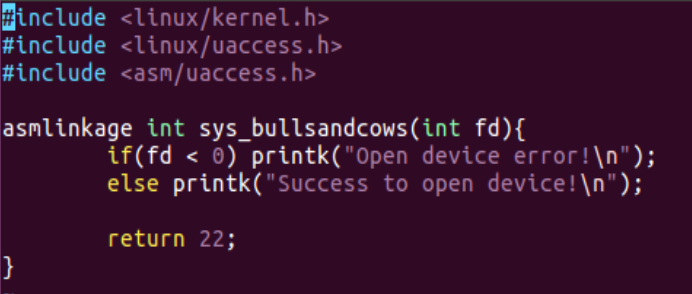 #include <linux/kernel.h>
#include <linux/uaccess.h>
#include <asm/uaccess.h>
asmlinkage int sys_bullsandcows(int fd){
        if(fd < 0) printk("Open device error!\n");
        else printk("Success to open device!\n");
        return 22;
}